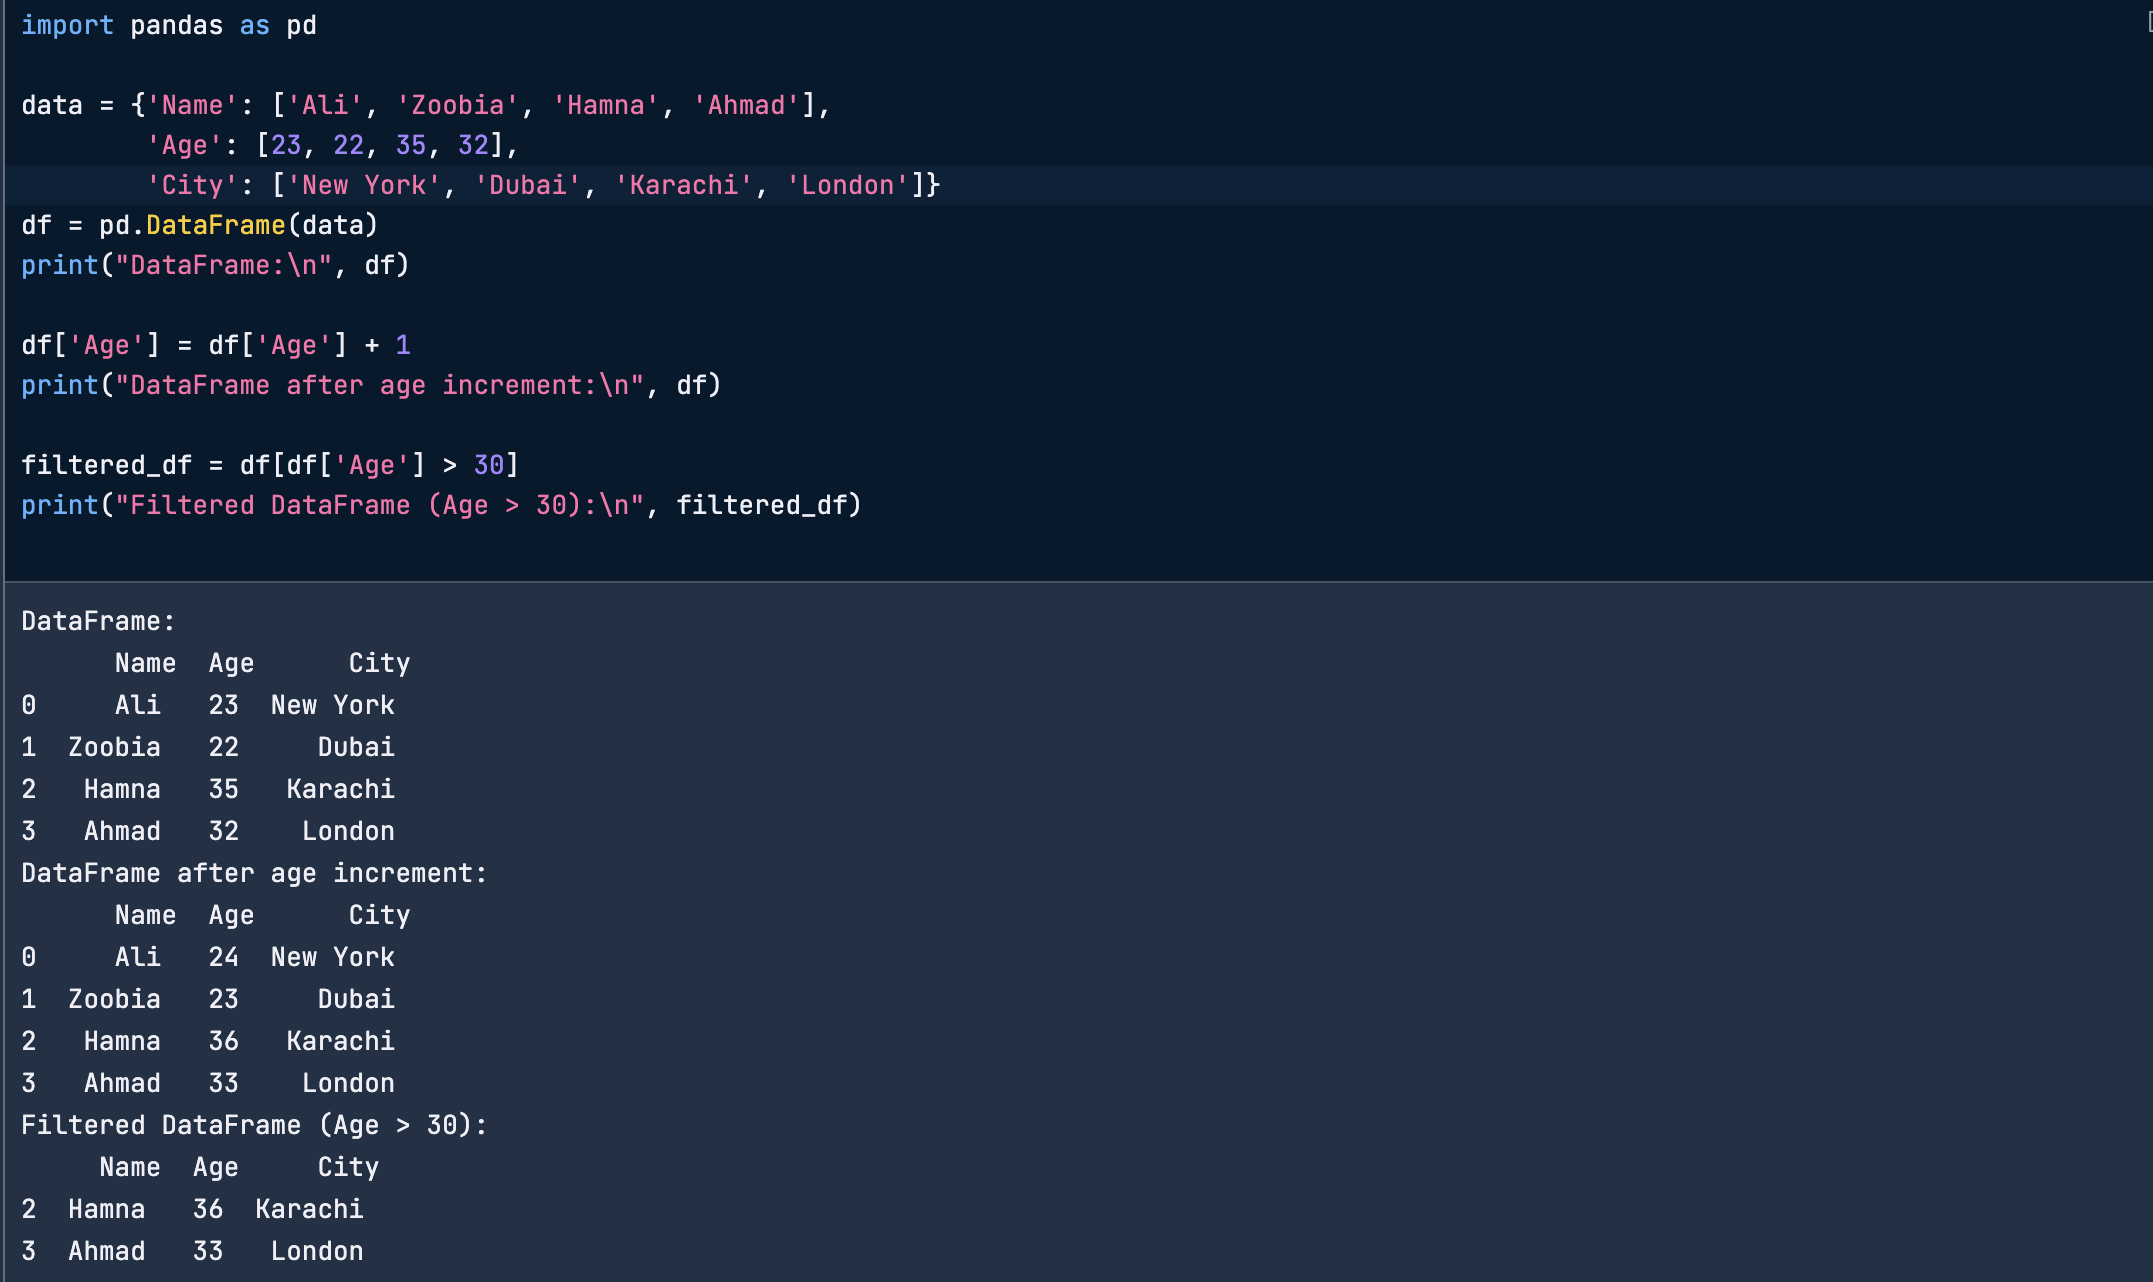 import pandas as pd
data = {'Name': ['Ali', 'Zoobia', 'Hamna', 'Ahmad'],
        'Age': [23, 22, 35, 32],
        'City': ['New York', 'Dubai', 'Karachi', 'London']}
df = pd.DataFrame(data)
print("DataFrame:\n", df)
df['Age'] = df['Age'] + 1
print("DataFrame after age increment:\n", df)
filtered_df = df[df['Age'] > 30]
print("Filtered DataFrame (Age > 30):\n", filtered_df)
DataFrame:
      Name  Age      City
0     Ali   23  New York
1  Zoobia   22     Dubai
2   Hamna   35   Karachi
3   Ahmad   32    London
DataFrame after age increment:
      Name  Age      City
0     Ali   24  New York
1  Zoobia   23     Dubai
2   Hamna   36   Karachi
3   Ahmad   33    London
Filtered DataFrame (Age > 30):
     Name  Age     City
2  Hamna   36  Karachi
3  Ahmad   33   London